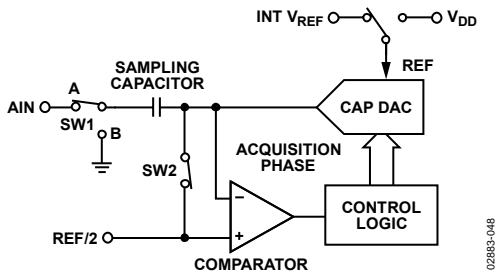 INT VREF
VDD
REF
SAMPLING
CAPACITOR
A
AIN
SW1
B
CAP DAC
ACQUISITION
PHASE
SW2
−
+
REF/2
COMPARATOR
CONTROL
LOGIC
02883-048